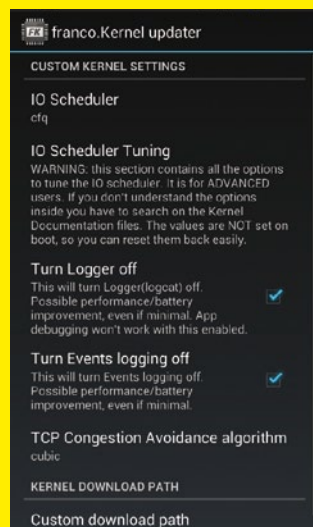 FK franco.Kernel updater
CUSTOM KERNEL SETTINGS
IO Scheduler
cfq
IO Scheduler Tuning
WARNING: this section contains all the options
to tune the IO scheduler. It is for ADVANCED
users. If you don't understand the options
inside you have to search on the Kernel
Documentation files. The values are NOT set on
boot, so you can reset them back easily.
Turn Logger off
This will turn Logger(logcat) off.
Possible performance/battery
improvement, even if minimal. App
debugging won't work with this enabled.
Turn Events logging off
This will turn Events logging off.
Possible performance/battery
improvement, even if minimal.
TCP Congestion Avoidance algorithm
cubic
KERNEL DOWNLOAD PATH
Custom download path